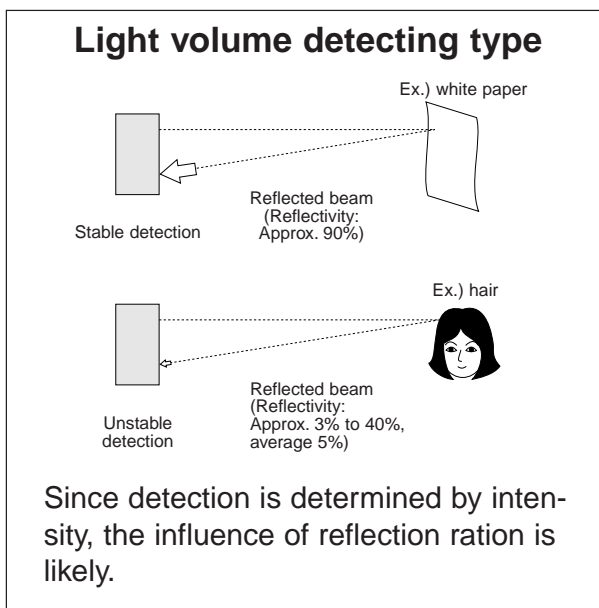 Light volume detecting type
Ex.) white paper
Reflected beam
(Reflectivity:
Approx. 90%)
Stable detection
Ex.) hair
Reflected beam
(Reflectivity:
Approx. 3% to 40%,
average 5%)
Unstable
detection
Since detection is determined by inten-
sity, the influence of reflection ration is
likely.